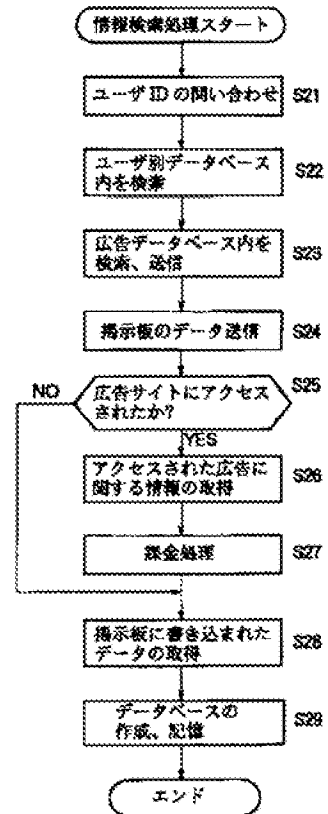 情報検索処理スタート
ユーザ IDの問い合わせ
S21
ユーザ別データベース
内を検索
S22
広告データベース内を
検索、送信
S23
掲示板のデータ送信
S24
広告サイトにアクセス
されたか?
S25
NO
YES
アクセスされた広告に
関する情報の取得
S26
課金処理
S27
掲示板に書き込まれた
データの取得
S28
データベースの
作成、記憶
S29
エンド